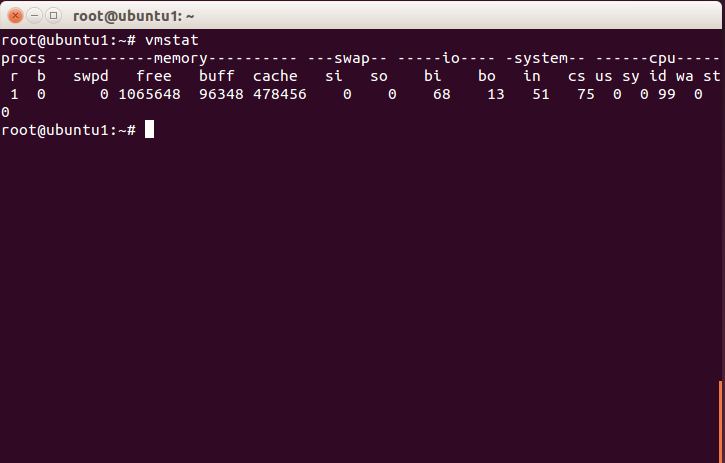 root@ubuntu1: ~
root@ubuntu1:~# vmstat
procs -----------memory---------- ---swap-- -----io---- -system-- ------cpu-----
 r  b   swpd   free   buff  cache   si   so    bi    bo   in   cs us sy id wa st
 1  0      0 1065648  96348 478456    0    0    68    13   51   75  0  0 99  0
0
root@ubuntu1:~#